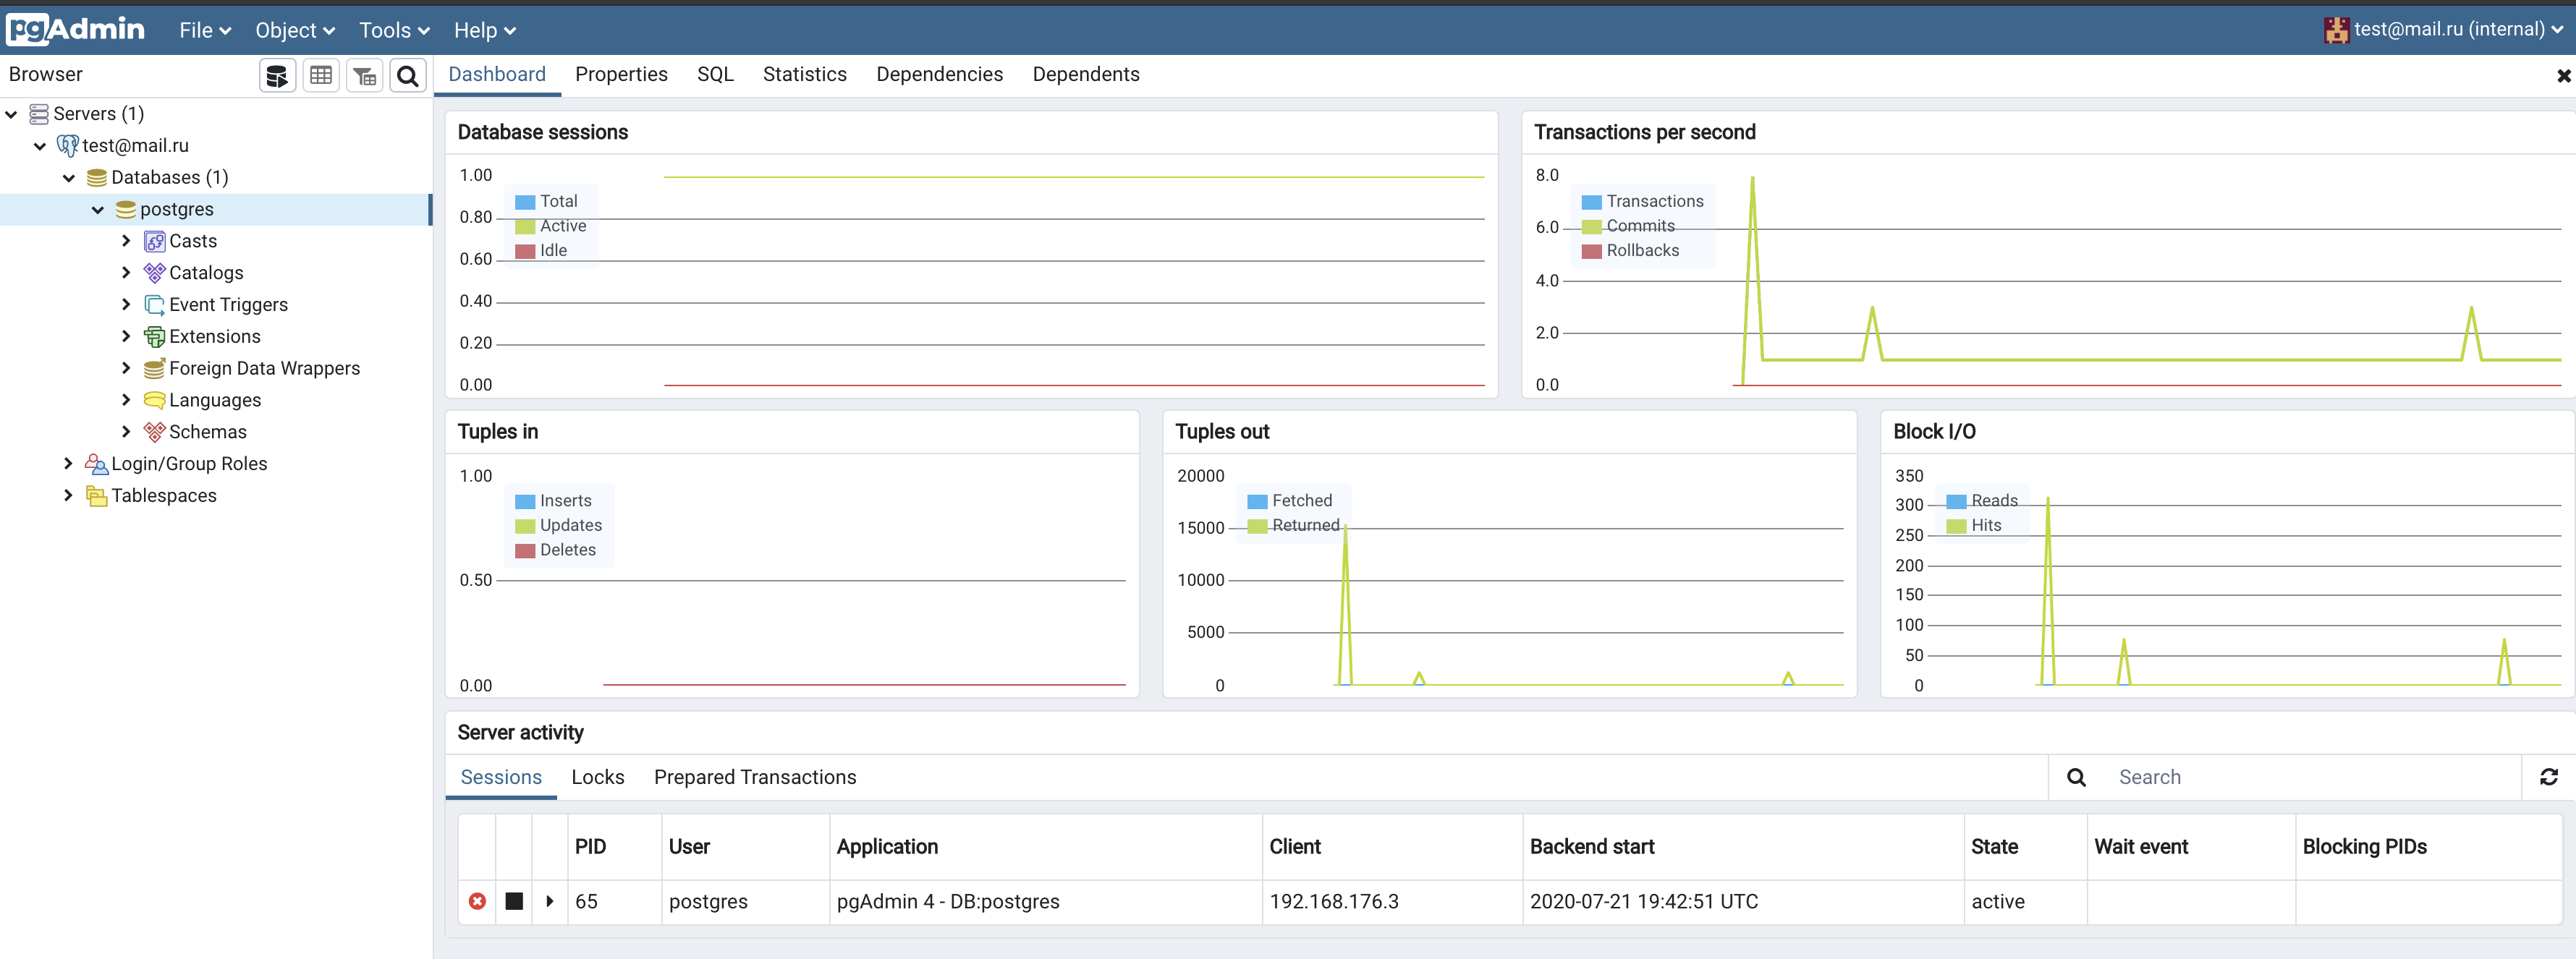 pgAdmin File Object Tools Help test@mail.ru (internal)
Browser
Servers (1)
test@mail.ru
Databases (1)
postgres
Casts
Catalogs
Event Triggers
Extensions
Foreign Data Wrappers
Languages
Schemas
Login/Group Roles
Tablespaces
Dashboard Properties SQL Statistics Dependencies Dependents
Database sessions
1.00
0.80
0.60
0.40
0.20
0.00
Total
Active
Idle
Transactions per second
8.0
6.0
4.0
2.0
0.0
Transactions
Commits
Rollbacks
Tuples in
1.00
0.50
0.00
Inserts
Updates
Deletes
Tuples out
20000
15000
10000
5000
0
Fetched
Returned
Block I/O
350
300
250
200
150
100
50
0
Reads
Hits
Server activity
Sessions Locks Prepared Transactions Search
PID User Application Client Backend start State Wait event Blocking PIDs
65 postgres pgAdmin 4 - DB:postgres 192.168.176.3 2020-07-21 19:42:51 UTC active